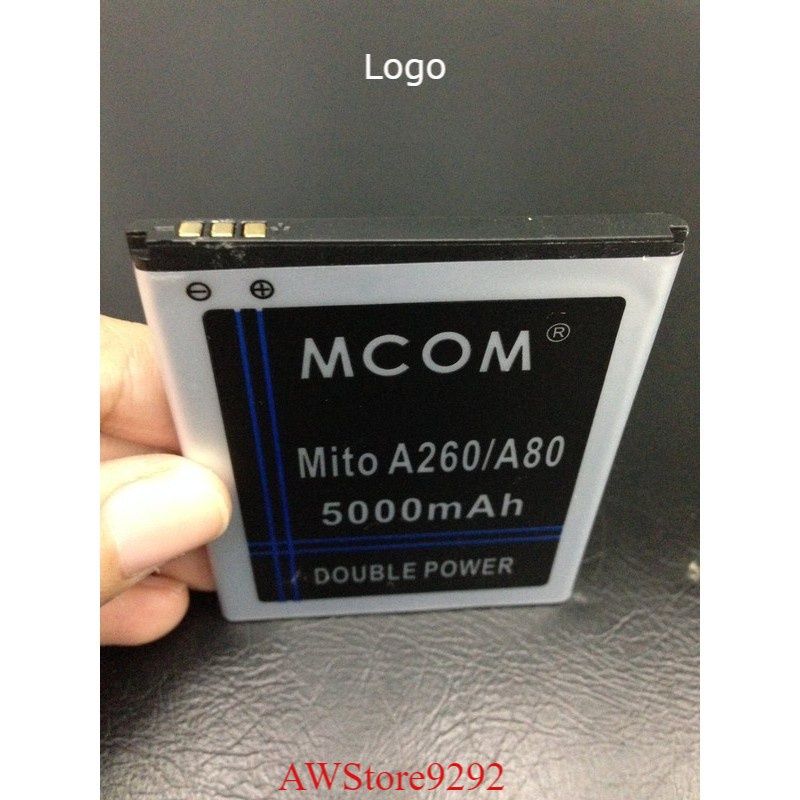 Logo
⊖ ⊕
MCOM ®
Mito A260/A80
5000mAh
DOUBLE POWER
AWStore9292